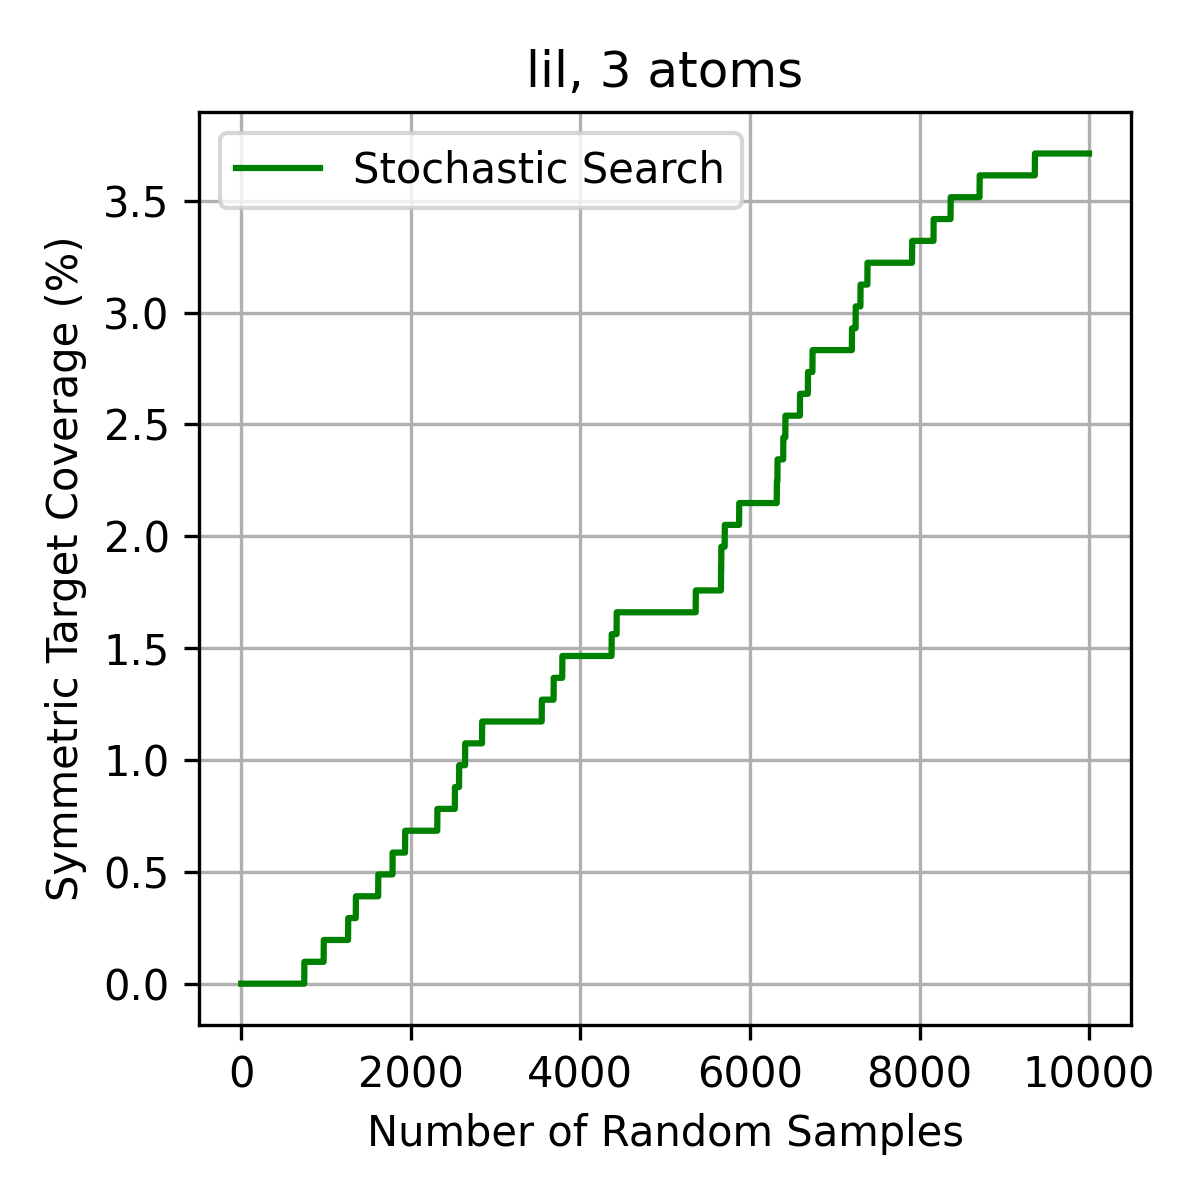 lil, 3 atoms
Stochastic Search
Symmetric Target Coverage (%)
3.5
3.0
2.5
2.0
1.5
1.0
0.5
0.0
0 2000 4000 6000 8000 10000
Number of Random Samples